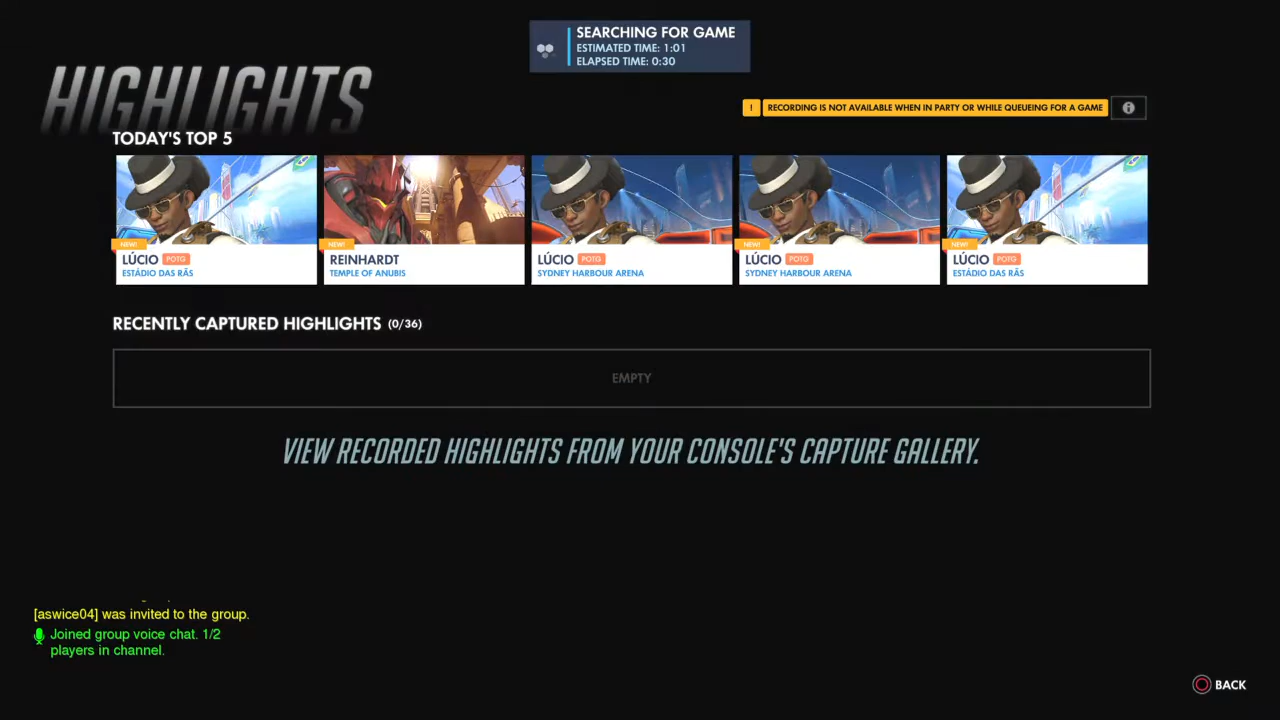 SEARCHING FOR GAME
ESTIMATED TIME: 1:01
ELAPSED TIME: 0:30
HIGHLIGHTS
! RECORDING IS NOT AVAILABLE WHEN IN PARTY OR WHILE QUEUEING FOR A GAME
TODAY'S TOP 5
NEW!
LÚCIO POTG
ESTÁDIO DAS RÃS
NEW!
REINHARDT
TEMPLE OF ANUBIS
LÚCIO POTG
SYDNEY HARBOUR ARENA
NEW!
LÚCIO POTG
SYDNEY HARBOUR ARENA
NEW!
LÚCIO POTG
ESTÁDIO DAS RÃS
RECENTLY CAPTURED HIGHLIGHTS (0/36)
EMPTY
VIEW RECORDED HIGHLIGHTS FROM YOUR CONSOLE'S CAPTURE GALLERY.
[aswice04] was invited to the group.
Joined group voice chat. 1/2
players in channel.
BACK